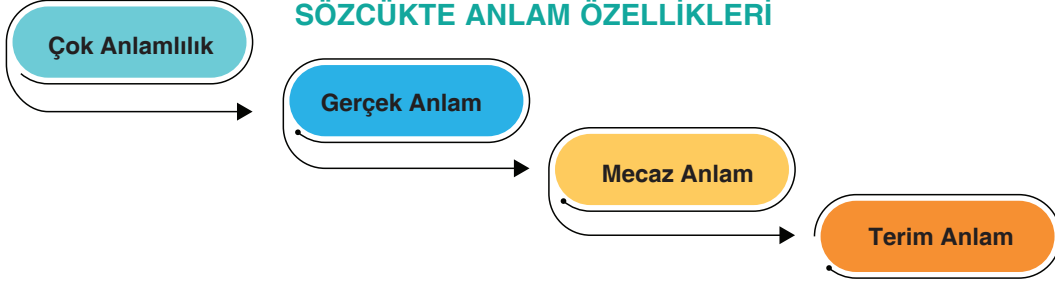 SÖZCÜKTE ANLAM ÖZELLİKLERİ
Çok Anlamlılık
Gerçek Anlam
Mecaz Anlam
Terim Anlam